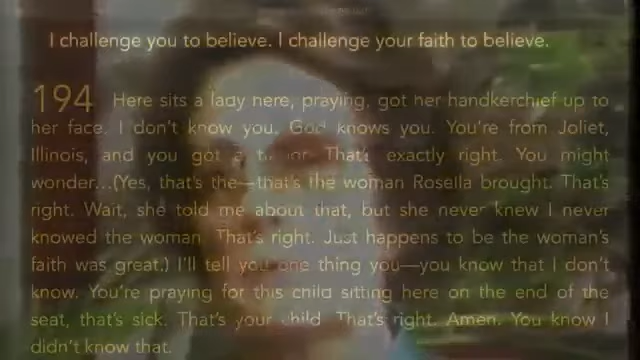 I challenge you to believe. I challenge your faith to believe.
194 Here sits a lady here, praying, got her handkerchief up to
her face. I don't know you. God knows you. You're from Joliet,
Illinois, and you got a tumor. That's exactly right. You might
wonder...(Yes, that's the—that's the woman Rosella brought. That's
right. Wait, she told me about that, but she never knew I never
knowed the woman. That's right. Just happens to be the woman's
faith was great.) I'll tell you one thing you—you know that I don't
know. You're praying for this child sitting here on the end of the
seat, that's sick. That's your child. That's right. Amen. You know I
didn't know that.